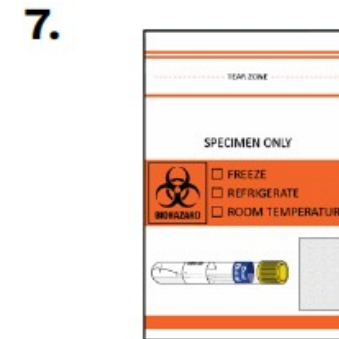 7.
TEAR ZONE
SPECIMEN ONLY
FREEZE
REFRIGERATE
BIOHAZARD
ROOM TEMPERATUR